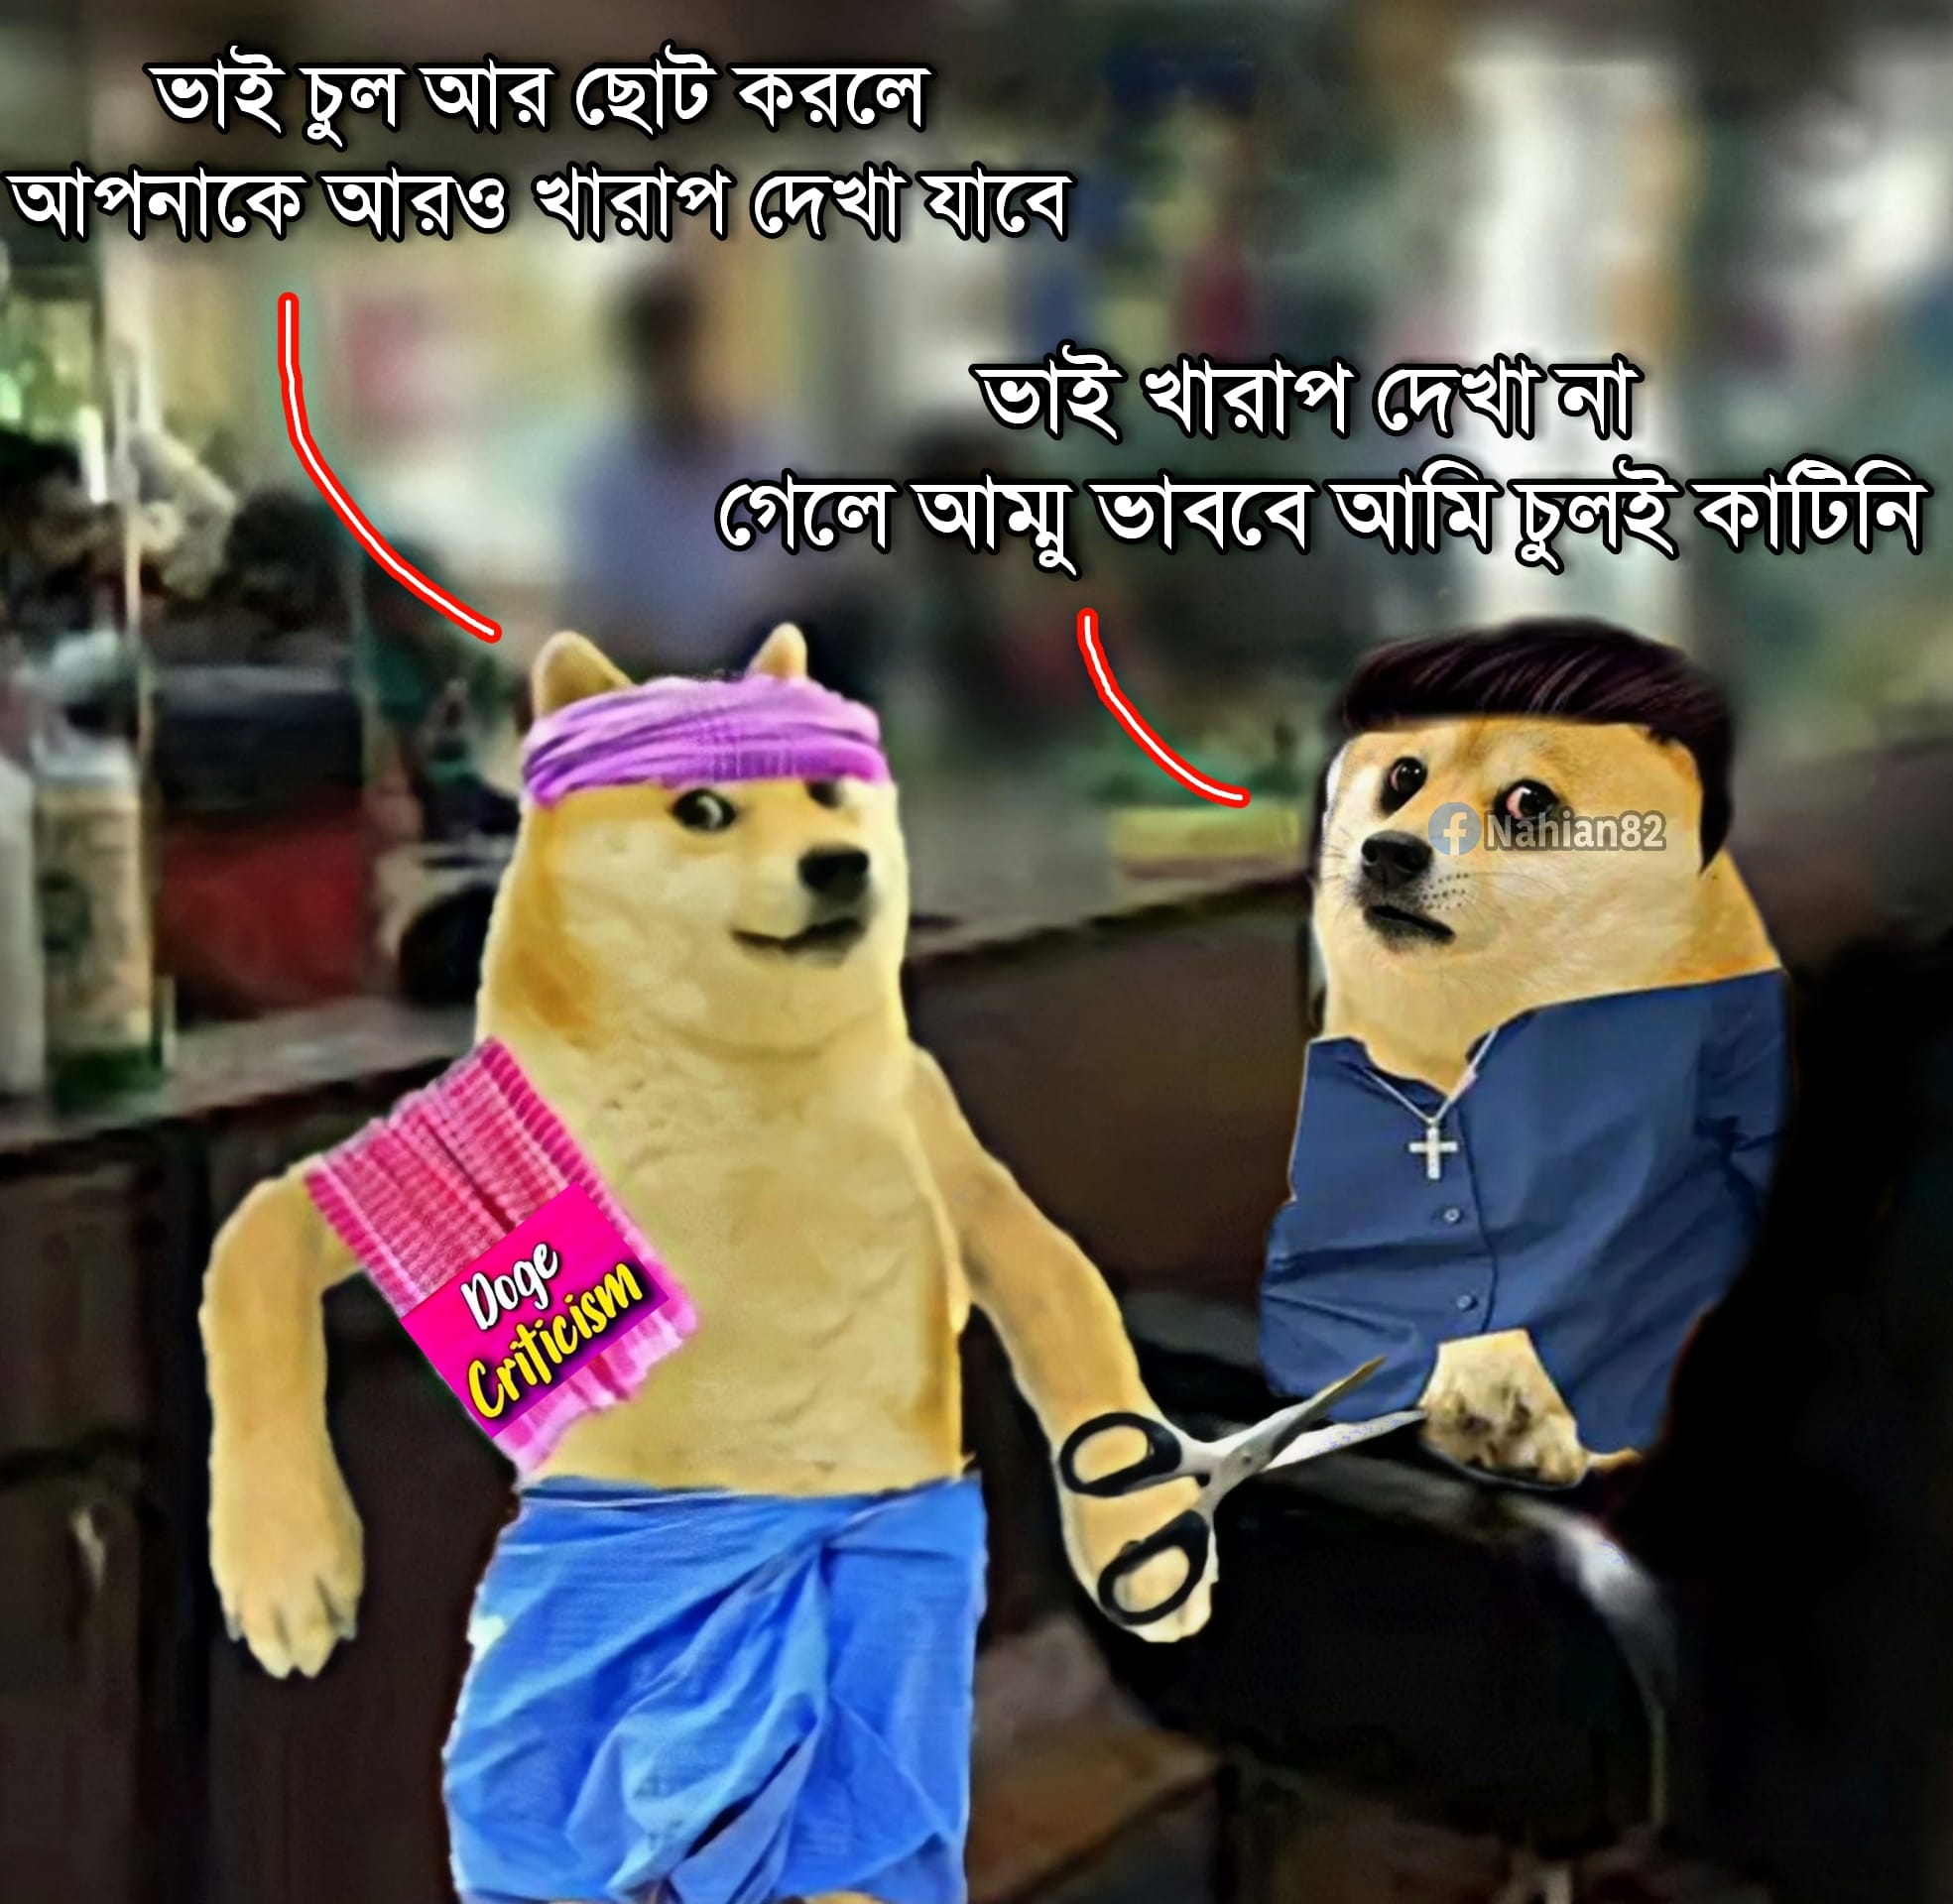 ভাই চুল আর ছোট করলে
আপনাকে আরও খারাপ দেখা যাবে
ভাই খারাপ দেখা না
গেলে আম্মু ভাববে আমি চুলই কাটিনি
Nahian82
Doge
Criticism